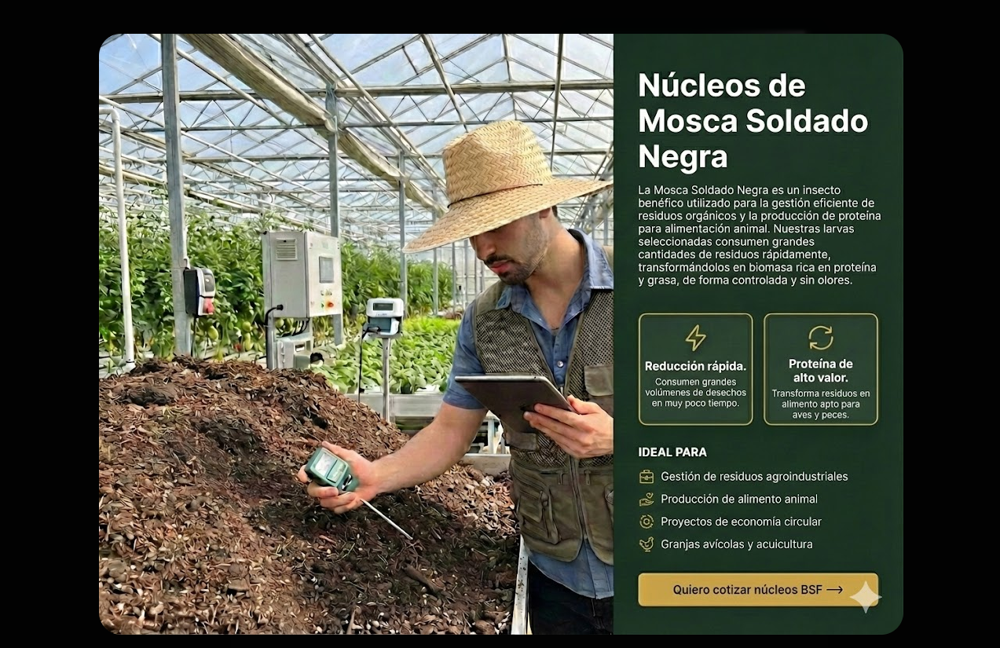 Núcleos de
Mosca Soldado
Negra
La Mosca Soldado Negra es un insecto
benéfico utilizado para la gestión eficiente de
residuos orgánicos y la producción de proteína
para alimentación animal. Nuestras larvas
seleccionadas consumen grandes
cantidades de residuos rápidamente,
transformándolos en biomasa rica en proteína
y grasa, de forma controlada y sin olores.
Reducción rápida.
Consumen grandes
volúmenes de desechos
en muy poco tiempo.
Proteína de
alto valor.
Transforma residuos en
alimento apto para
aves y peces.
IDEAL PARA
Gestión de residuos agroindustriales
Producción de alimento animal
Proyectos de economía circular
Granjas avícolas y acuicultura
Quiero cotizar núcleos BSF →